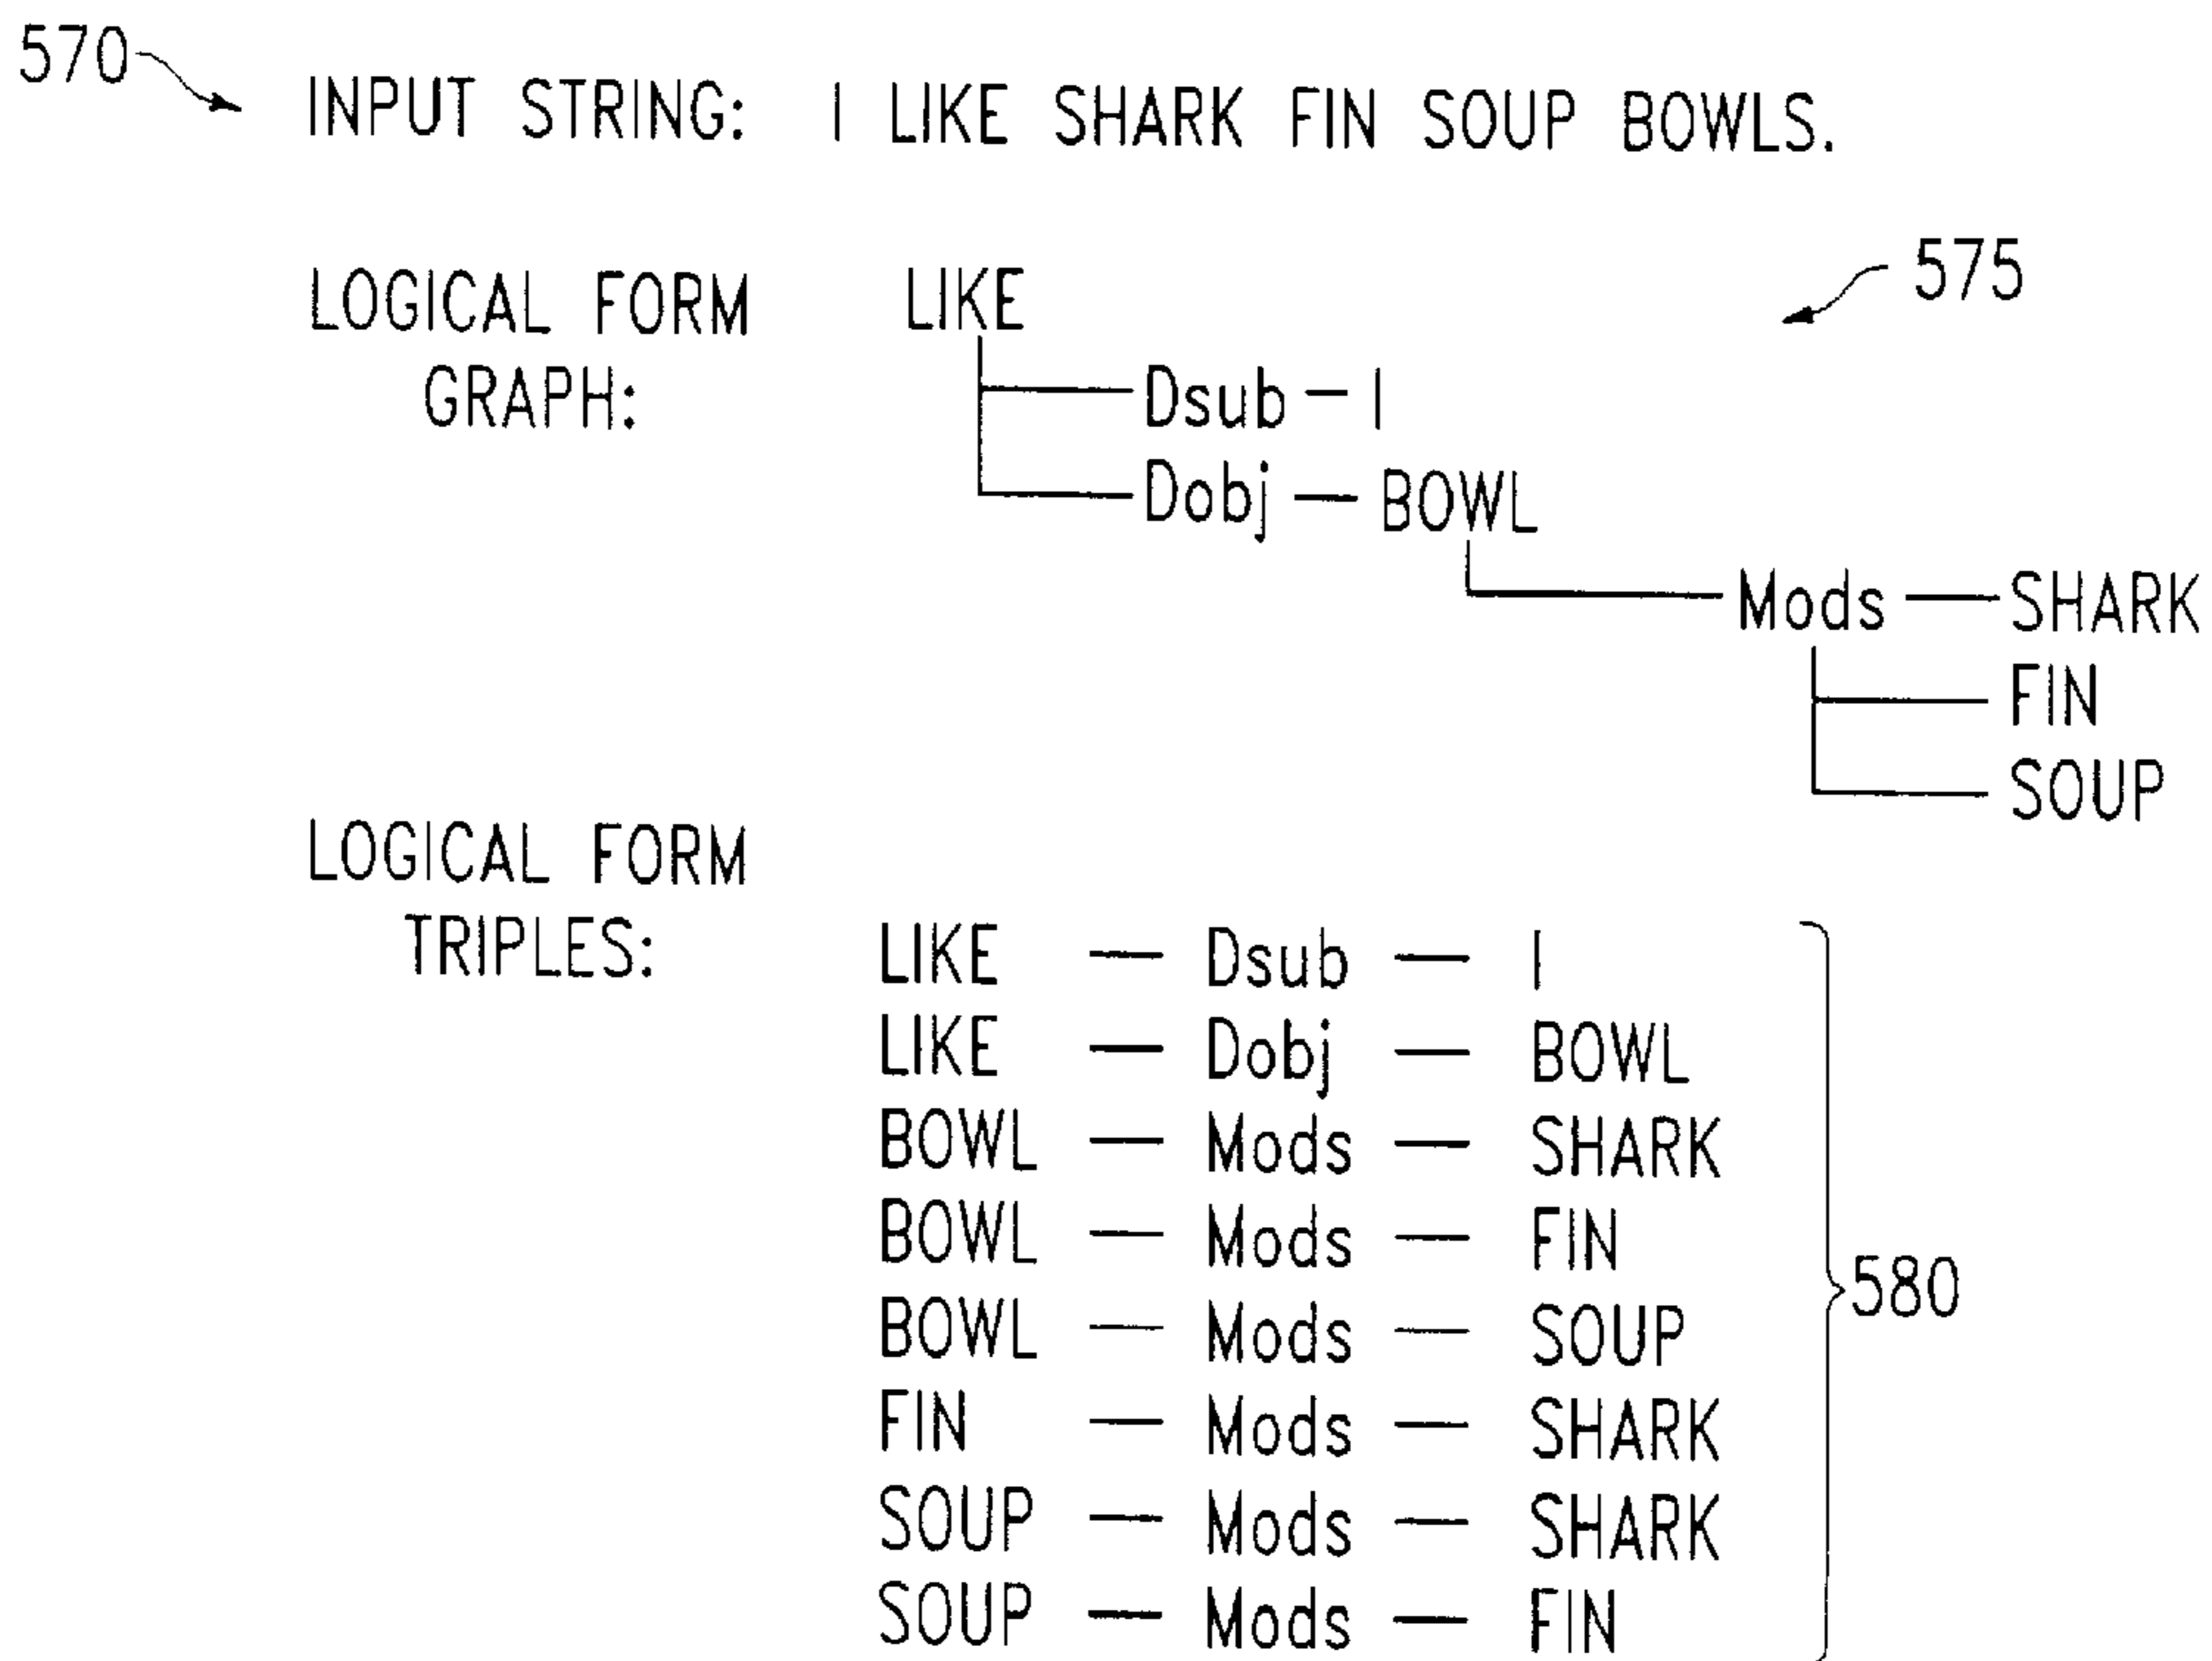 570
INPUT STRING: I LIKE SHARK FIN SOUP BOWLS.
575
LOGICAL FORM GRAPH:
LIKE
Dsub — I
Dobj — BOWL
Mods — SHARK
FIN
SOUP
LOGICAL FORM TRIPLES:
LIKE — Dsub — I
LIKE — Dobj — BOWL
BOWL — Mods — SHARK
BOWL — Mods — FIN
BOWL — Mods — SOUP
FIN — Mods — SHARK
SOUP — Mods — SHARK
SOUP — Mods — FIN
580